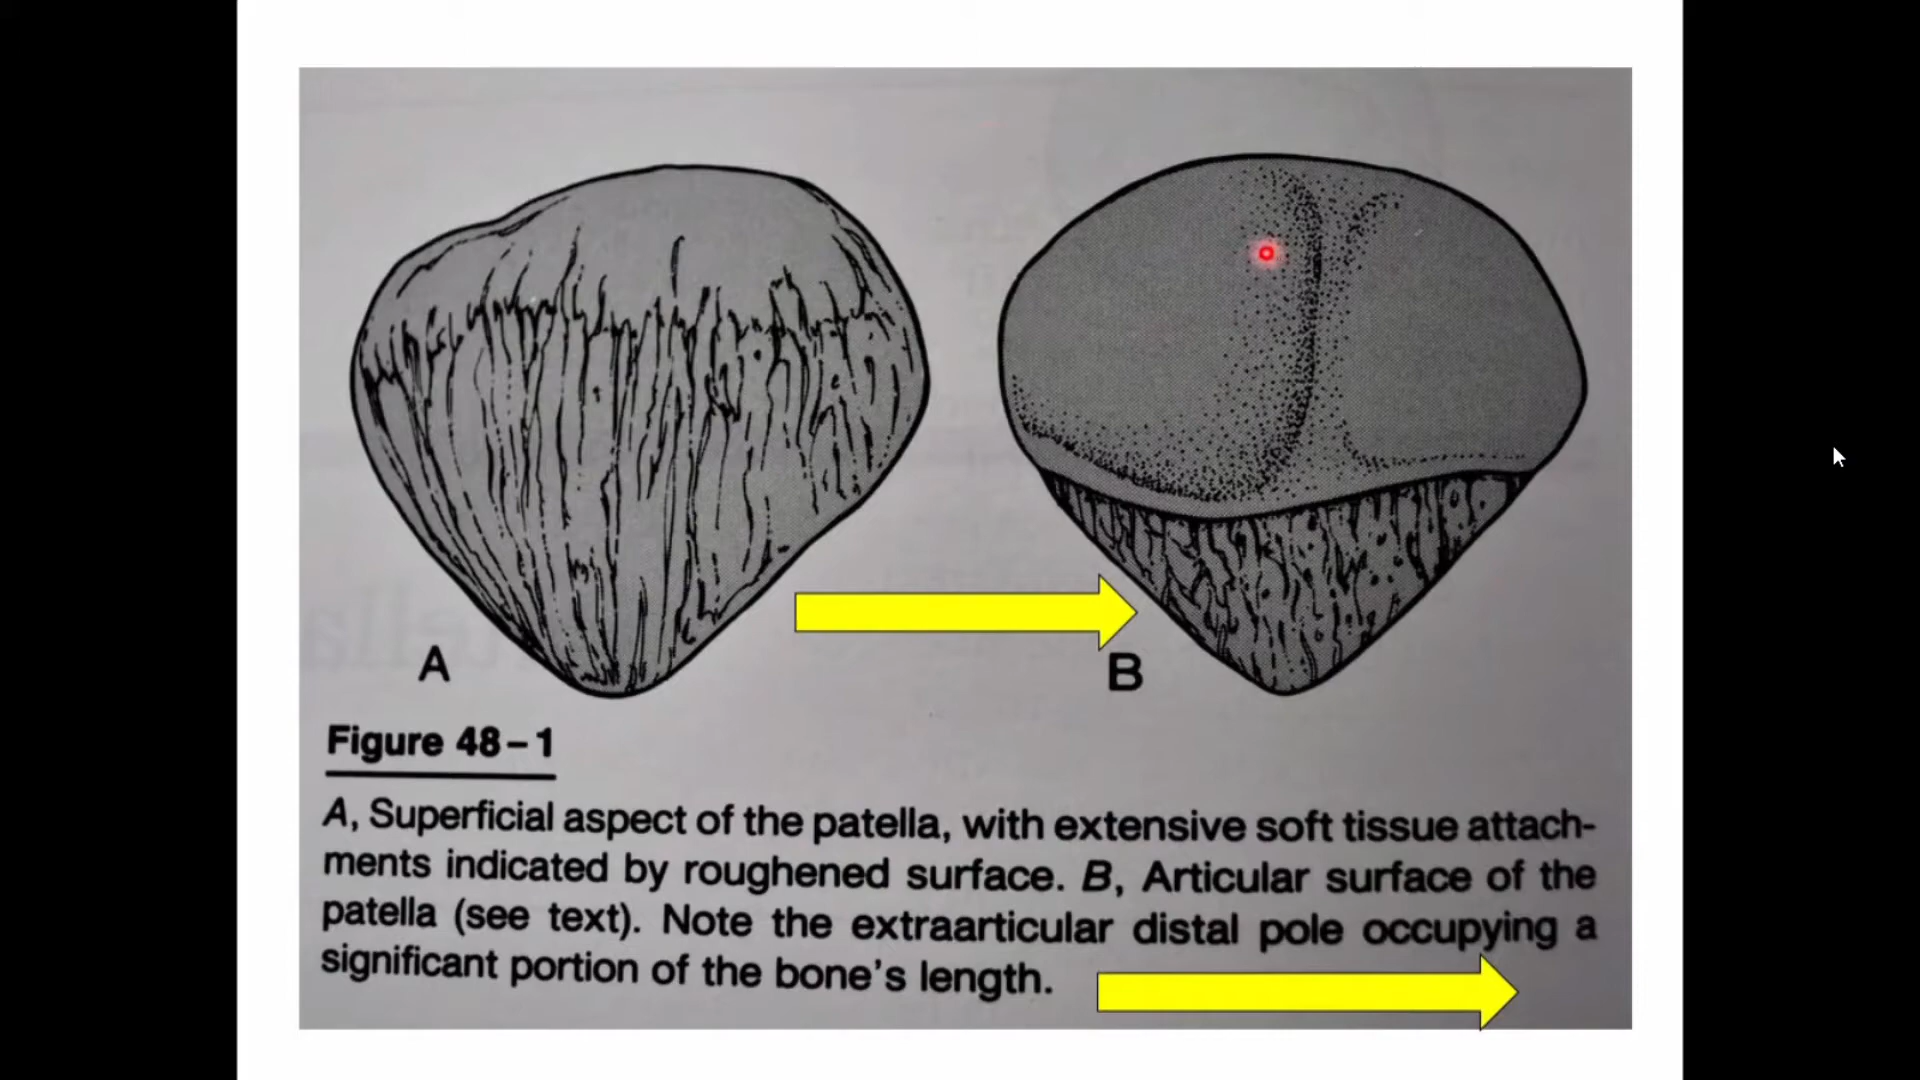 A
B
Figure 48–1
A, Superficial aspect of the patella, with extensive soft tissue attach-
ments indicated by roughened surface. B, Articular surface of the
patella (see text). Note the extraarticular distal pole occupying a
significant portion of the bone's length.